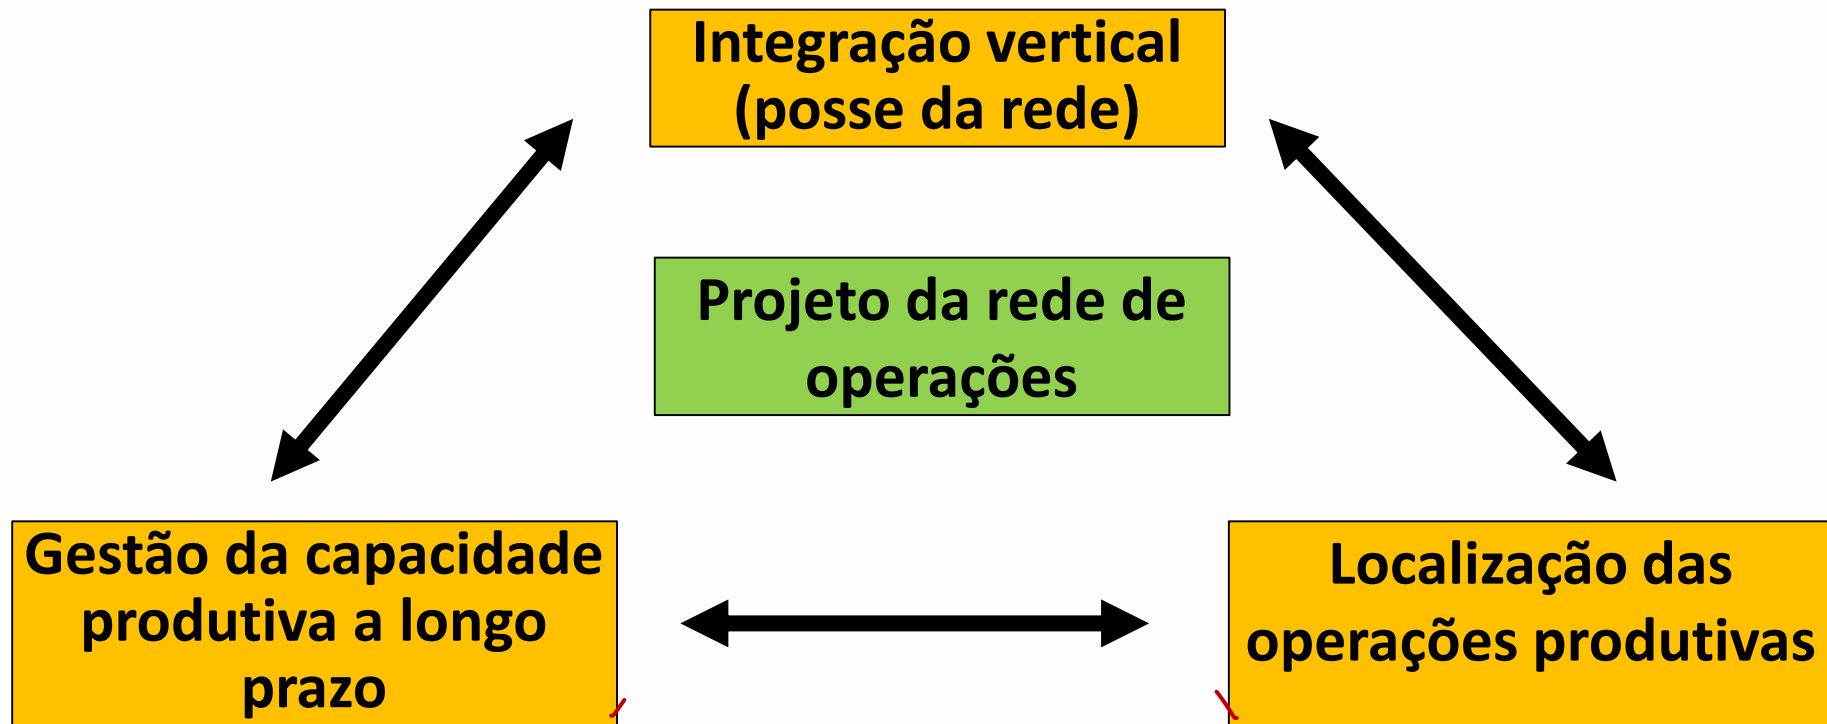 Integração vertical
(posse da rede)
Projeto da rede de
operações
Gestão da capacidade
produtiva a longo
prazo
Localização das
operações produtivas